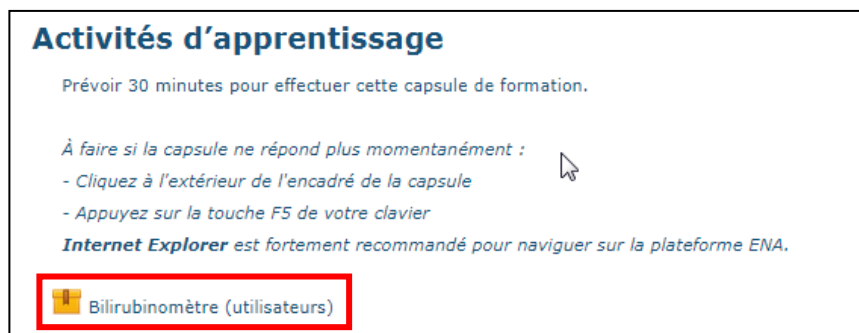 Activités d’apprentissage
Prévoir 30 minutes pour effectuer cette capsule de formation.
À faire si la capsule ne répond plus momentanément :
- Cliquez à l'extérieur de l'encadré de la capsule
- Appuyez sur la touche F5 de votre clavier
Internet Explorer est fortement recommandé pour naviguer sur la plateforme ENA.
Bilirubinomètre (utilisateurs)